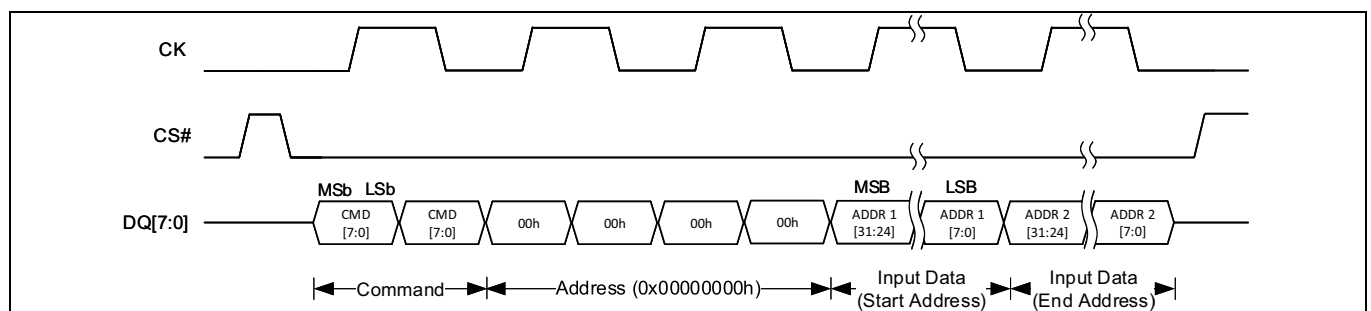 CK
CS#
MSb LSb MSB LSB
DQ[7:0]
CMD
[7:0]
CMD
[7:0]
00h
00h
00h
00h
ADDR 1
[31:24]
ADDR 1
[7:0]
ADDR 2
[31:24]
ADDR 2
[7:0]
Command
Address (0x00000000h)
Input Data
(Start Address)
Input Data
(End Address)